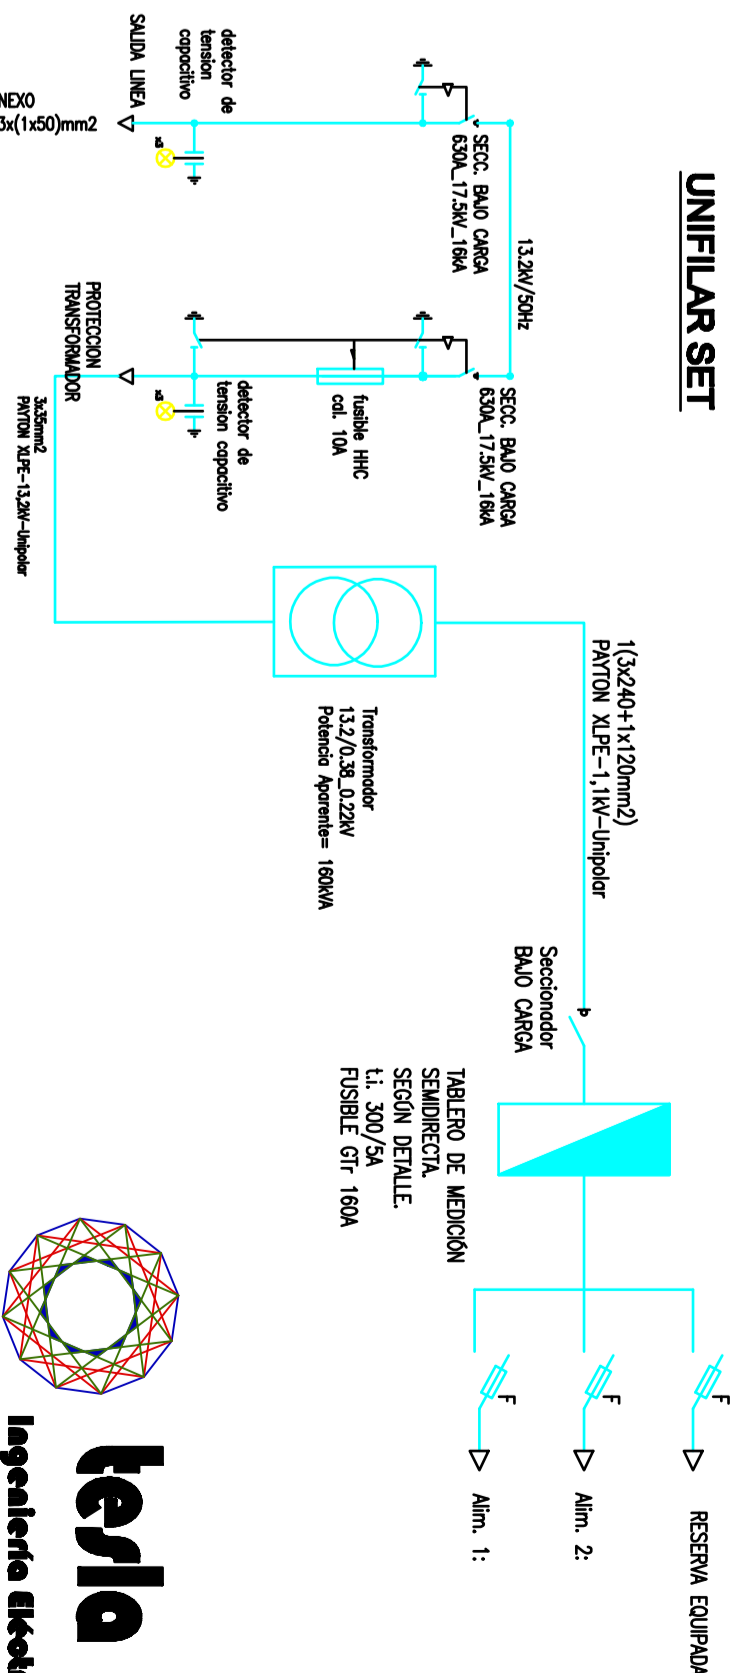 UNIFILAR SET
13.2kV/50Hz
SECC. BAJO CARGA
630A_17.5kV_16kA
SECC. BAJO CARGA
630A_17.5kV_16kA
detector de
tension
capacitivo
x3
SALIDA LINEA
NEXO
3x(1x50)mm2
fusible HHC
cal. 10A
detector de
tension capacitivo
x3
PROTECCION
TRANSFORMADOR
3x35mm2
PAYTON XLPE-13,2kV-Unipolar
1(3x240+1x120mm2)
PAYTON XLPE-1,1kV-Unipolar
Transformador
13.2/0.38_0.22kV
Potencia Aparente= 160kVA
Seccionador
BAJO CARGA
TABLERO DE MEDICIÓN
SEMIDIRECTA.
SEGÚN DETALLE.
t.i. 300/5A
FUSIBLE GTr 160A
F
F
F
RESERVA EQUIPADA
Alim. 2:
Alim. 1:
tesla
Ingeniería Eléct